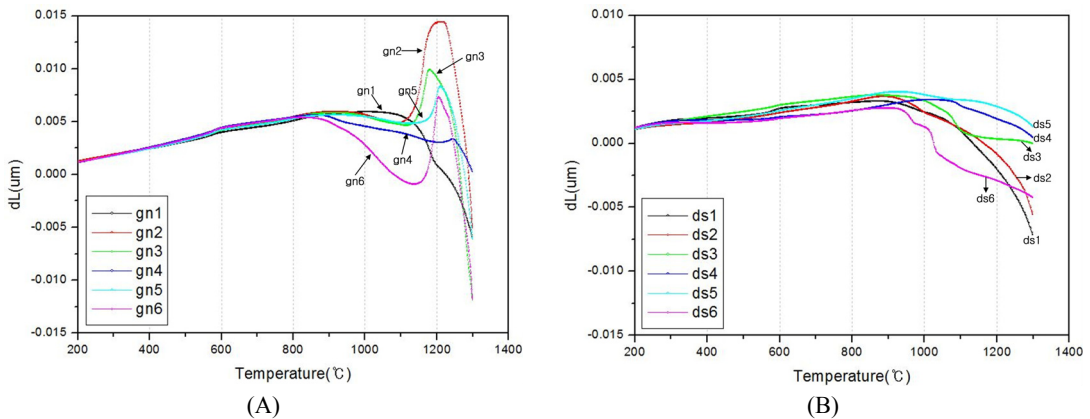 0.015
0.010
0.005
0.000
-0.005
-0.010
-0.015
dL(um)
200 400 600 800 1000 1200 1400
Temperature(℃)
gn1
gn2
gn3
gn4
gn5
gn6
gn2
gn3
gn1
gn5
gn4
gn6
(A)
0.010
0.005
0.000
-0.005
-0.010
-0.015
dL(um)
200 400 600 800 1000 1200 1400
Temperature(℃)
ds1
ds2
ds3
ds4
ds5
ds6
ds5
ds4
ds3
ds2
ds6
ds1
(B)